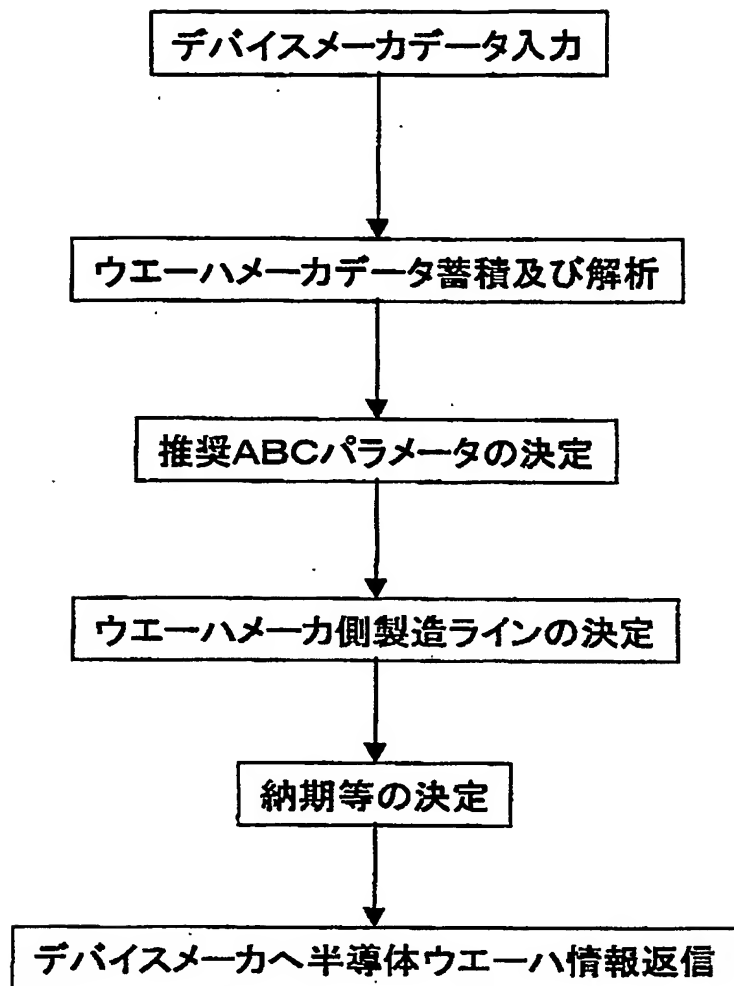 デバイスメーカデータ入力
ウエーハメーカデータ蓄積及び解析
推奨ABCパラメータの決定
ウエーハメーカ側製造ラインの決定
納期等の決定
デバイスメーカへ半導体ウエーハ情報返信